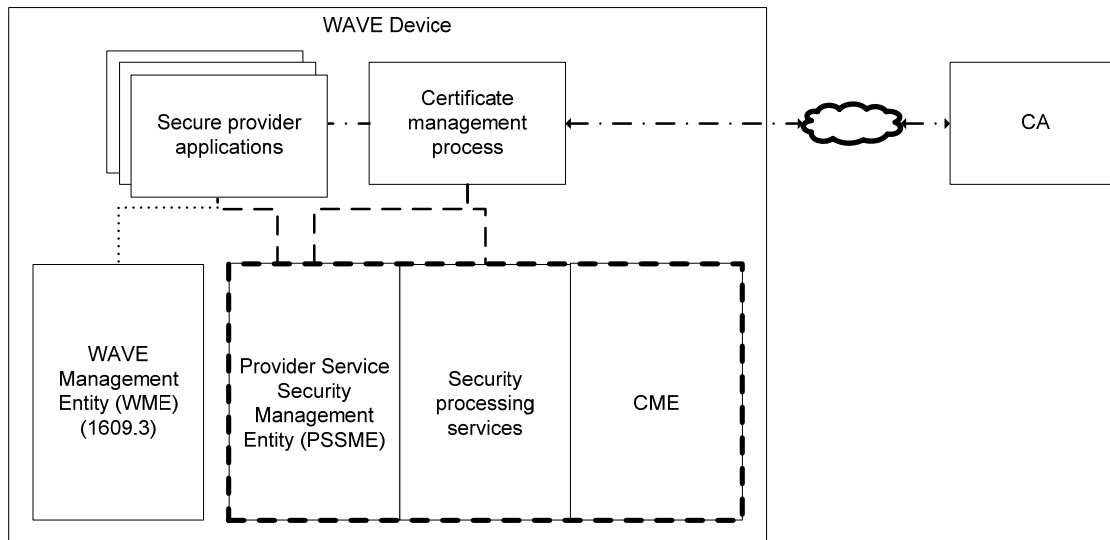 WAVE Device
Secure provider
applications
Certificate
management
process
CA
WAVE
Management
Entity (WME)
(1609.3)
Provider Service
Security
Management
Entity (PSSME)
Security
processing
services
CME